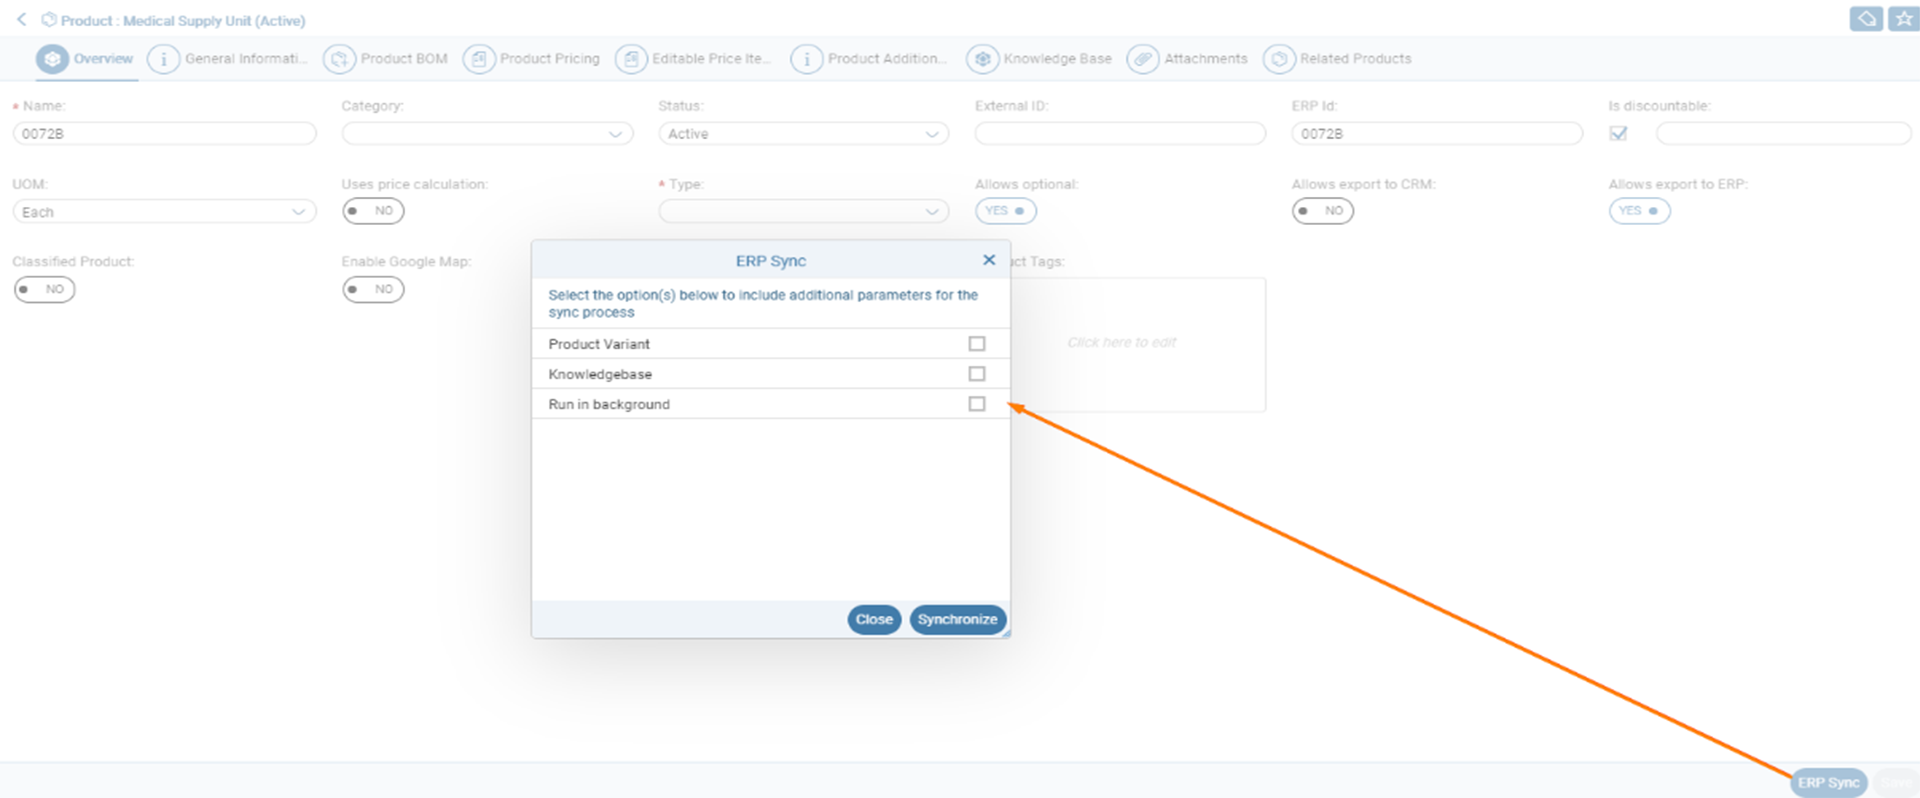 Product : Medical Supply Unit (Active)
Overview
General Informati...
Product BOM
Product Pricing
Editable Price Ite...
Product Addition...
Knowledge Base
Attachments
Related Products
* Name:
Category:
Status:
External ID:
ERP Id:
Is discountable:
0072B
Active
0072B
UOM:
Uses price calculation:
* Type:
Allows optional:
Allows export to CRM:
Allows export to ERP:
Each
NO
YES
NO
YES
Classified Product:
Enable Google Map:
ct Tags:
NO
NO
Click here to edit
ERP Sync
Select the option(s) below to include additional parameters for the
sync process
Product Variant
Knowledgebase
Run in background
Close
Synchronize
ERP Sync